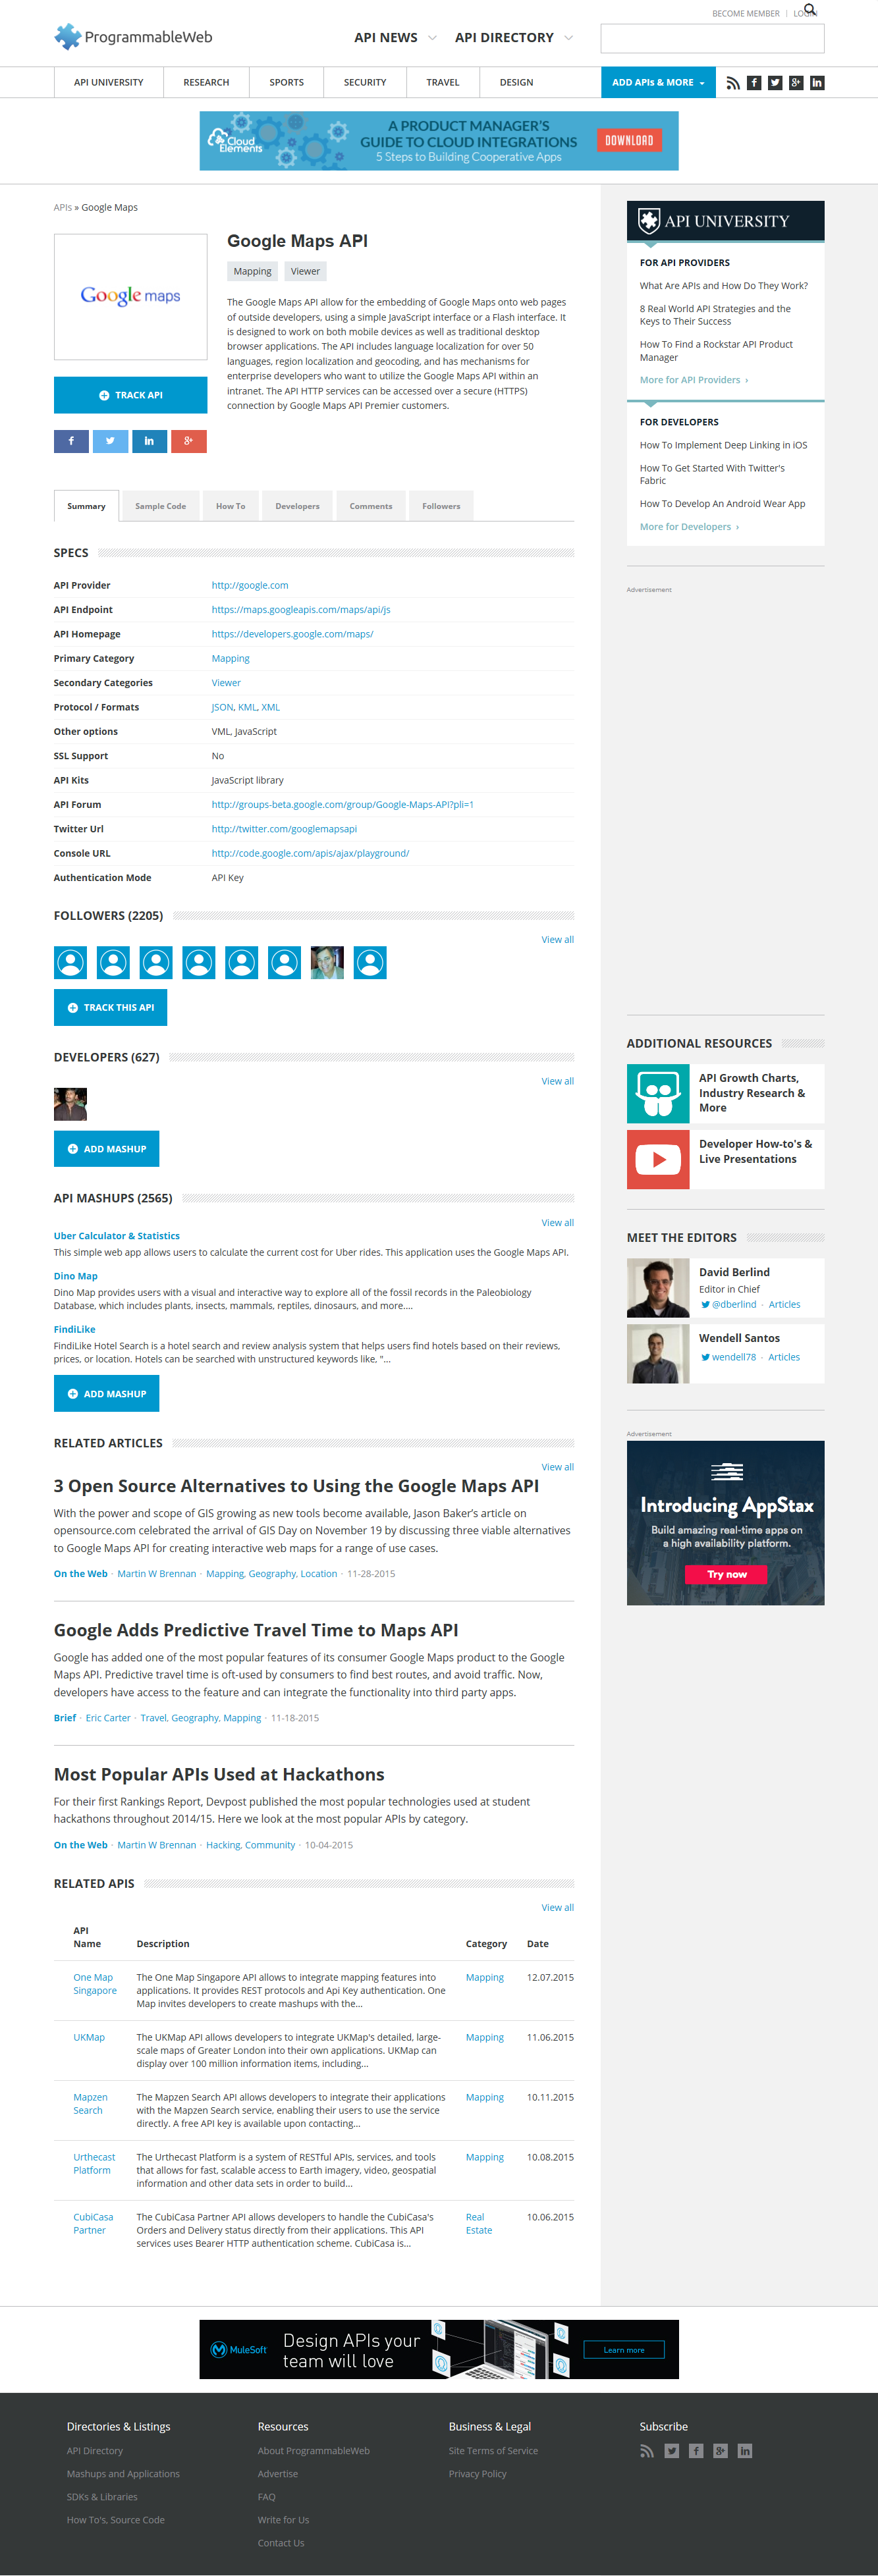 BECOME MEMBER | LOGIN
ProgrammableWeb
API NEWS
API DIRECTORY
API UNIVERSITY
RESEARCH
SPORTS
SECURITY
TRAVEL
DESIGN
ADD APIs & MORE
Cloud Elements
A PRODUCT MANAGER'S
GUIDE TO CLOUD INTEGRATIONS
5 Steps to Building Cooperative Apps
DOWNLOAD
APIs » Google Maps
Google maps
TRACK API
Google Maps API
Mapping
Viewer
The Google Maps API allow for the embedding of Google Maps onto web pages
of outside developers, using a simple JavaScript interface or a Flash interface. It
is designed to work on both mobile devices as well as traditional desktop
browser applications. The API includes language localization for over 50
languages, region localization and geocoding, and has mechanisms for
enterprise developers who want to utilize the Google Maps API within an
intranet. The API HTTP services can be accessed over a secure (HTTPS)
connection by Google Maps API Premier customers.
Summary
Sample Code
How To
Developers
Comments
Followers
SPECS
API Provider http://google.com
API Endpoint https://maps.googleapis.com/maps/api/js
API Homepage https://developers.google.com/maps/
Primary Category Mapping
Secondary Categories Viewer
Protocol / Formats JSON, KML, XML
Other options VML, JavaScript
SSL Support No
API Kits JavaScript library
API Forum http://groups-beta.google.com/group/Google-Maps-API?pli=1
Twitter Url http://twitter.com/googlemapsapi
Console URL http://code.google.com/apis/ajax/playground/
Authentication Mode API Key
FOLLOWERS (2205)
View all
TRACK THIS API
DEVELOPERS (627)
View all
ADD MASHUP
API MASHUPS (2565)
View all
Uber Calculator & Statistics
This simple web app allows users to calculate the current cost for Uber rides. This application uses the Google Maps API.
Dino Map
Dino Map provides users with a visual and interactive way to explore all of the fossil records in the Paleobiology
Database, which includes plants, insects, mammals, reptiles, dinosaurs, and more....
FindiLike
FindiLike Hotel Search is a hotel search and review analysis system that helps users find hotels based on their reviews,
prices, or location. Hotels can be searched with unstructured keywords like, "...
ADD MASHUP
RELATED ARTICLES
View all
3 Open Source Alternatives to Using the Google Maps API
With the power and scope of GIS growing as new tools become available, Jason Baker's article on
opensource.com celebrated the arrival of GIS Day on November 19 by discussing three viable alternatives
to Google Maps API for creating interactive web maps for a range of use cases.
On the Web · Martin W Brennan · Mapping, Geography, Location · 11-28-2015
Google Adds Predictive Travel Time to Maps API
Google has added one of the most popular features of its consumer Google Maps product to the Google
Maps API. Predictive travel time is oft-used by consumers to find best routes, and avoid traffic. Now,
developers have access to the feature and can integrate the functionality into third party apps.
Brief · Eric Carter · Travel, Geography, Mapping · 11-18-2015
Most Popular APIs Used at Hackathons
For their first Rankings Report, Devpost published the most popular technologies used at student
hackathons throughout 2014/15. Here we look at the most popular APIs by category.
On the Web · Martin W Brennan · Hacking, Community · 10-04-2015
RELATED APIS
View all
API
Name Description Category Date
One Map The One Map Singapore API allows to integrate mapping features into Mapping 12.07.2015
Singapore applications. It provides REST protocols and Api Key authentication. One
Map invites developers to create mashups with the...
UKMap The UKMap API allows developers to integrate UKMap's detailed, large- Mapping 11.06.2015
scale maps of Greater London into their own applications. UKMap can
display over 100 million information items, including...
Mapzen The Mapzen Search API allows developers to integrate their applications Mapping 10.11.2015
Search with the Mapzen Search service, enabling their users to use the service
directly. A free API key is available upon contacting...
Urthecast The Urthecast Platform is a system of RESTful APIs, services, and tools Mapping 10.08.2015
Platform that allows for fast, scalable access to Earth imagery, video, geospatial
information and other data sets in order to build...
CubiCasa The CubiCasa Partner API allows developers to handle the CubiCasa's Real 10.06.2015
Partner Orders and Delivery status directly from their applications. This API Estate
services uses Bearer HTTP authentication scheme. CubiCasa is...
API UNIVERSITY
FOR API PROVIDERS
What Are APIs and How Do They Work?
8 Real World API Strategies and the
Keys to Their Success
How To Find a Rockstar API Product
Manager
More for API Providers ›
FOR DEVELOPERS
How To Implement Deep Linking in iOS
How To Get Started With Twitter's
Fabric
How To Develop An Android Wear App
More for Developers ›
Advertisement
ADDITIONAL RESOURCES
API Growth Charts,
Industry Research &
More
Developer How-to's &
Live Presentations
MEET THE EDITORS
David Berlind
Editor in Chief
@dberlind · Articles
Wendell Santos
wendell78 · Articles
Advertisement
Introducing AppStax
Build amazing real-time apps on
a high availability platform.
Try now
MuleSoft
Design APIs your
team will love
Learn more
Directories & Listings
API Directory
Mashups and Applications
SDKs & Libraries
How To's, Source Code
Resources
About ProgrammableWeb
Advertise
FAQ
Write for Us
Contact Us
Business & Legal
Site Terms of Service
Privacy Policy
Subscribe